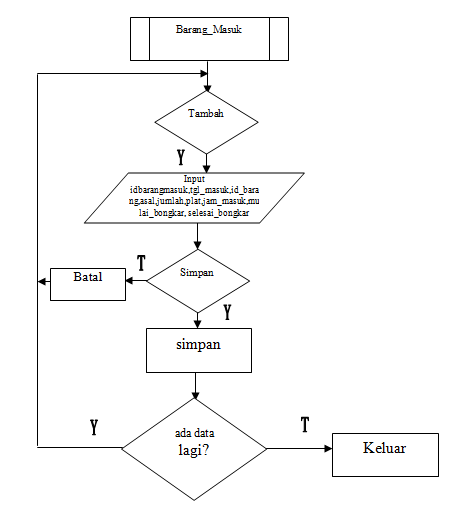 Barang_Masuk
Tambah
Y
Input
idbarangmasuk,tgl_masuk,id_bara
ng,asal,jumlah,plat,jam_masuk,mu
lai_bongkar, selesai_bongkar
T
Simpan
Batal
Y
simpan
Y
ada data
lagi?
T
Keluar